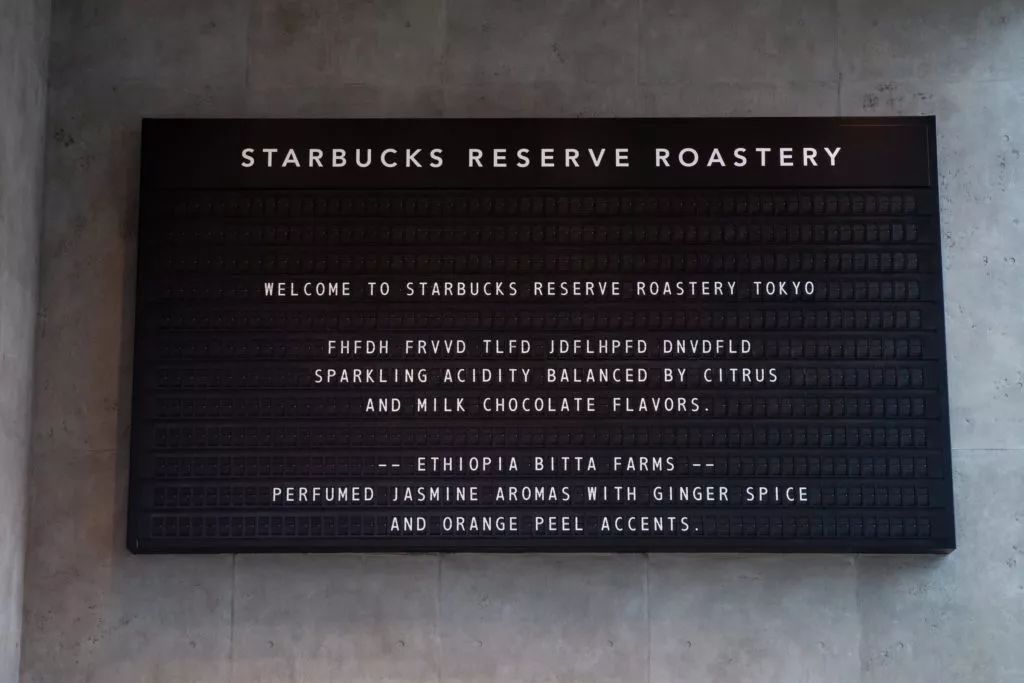 STARBUCKS RESERVE ROASTERY
WELCOME TO STARBUCKS RESERVE ROASTERY TOKYO
FHFDH FRVVD TLFD JDFLHPFD DNVDFLD
SPARKLING ACIDITY BALANCED BY CITRUS
AND MILK CHOCOLATE FLAVORS.
-- ETHIOPIA BITTA FARMS --
PERFUMED JASMINE AROMAS WITH GINGER SPICE
AND ORANGE PEEL ACCENTS.